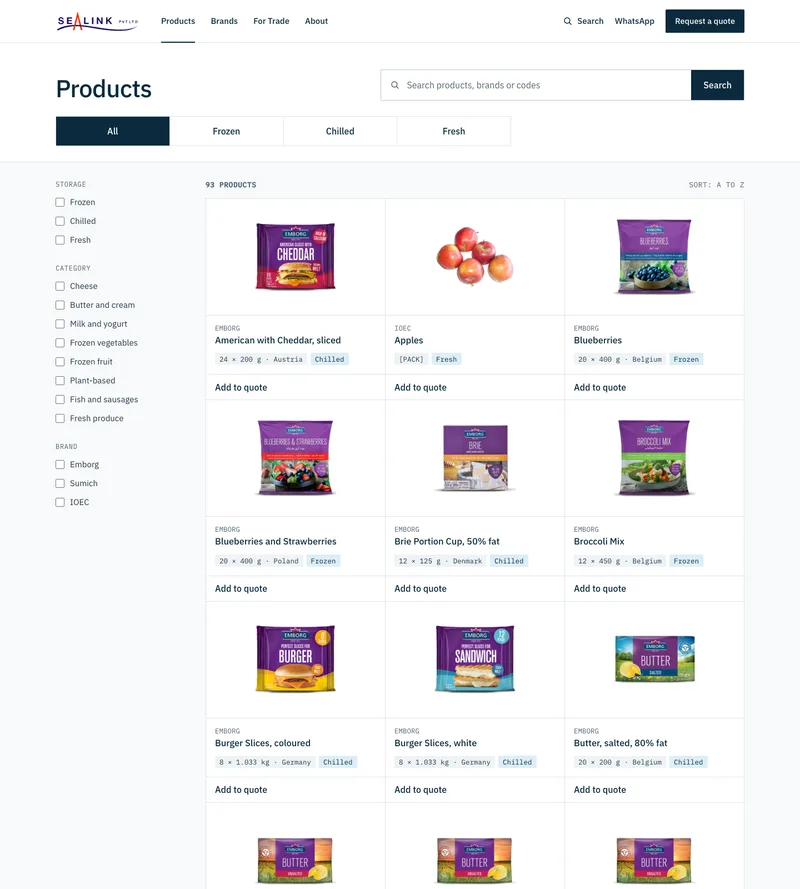 SEALINK PVT LTD
Products
Brands
For Trade
About
Search
WhatsApp
Request a quote
Products
Search products, brands or codes
Search
All
Frozen
Chilled
Fresh
STORAGE
Frozen
Chilled
Fresh
CATEGORY
Cheese
Butter and cream
Milk and yogurt
Frozen vegetables
Frozen fruit
Plant-based
Fish and sausages
Fresh produce
BRAND
Emborg
Sumich
IOEC
93 PRODUCTS
SORT: A TO Z
EMBORG
AMERICAN SLICES WITH
CHEDDAR
EMBORG
BLUEBERRIES
EMBORG
American with Cheddar, sliced
24 × 200 g · Austria
Chilled
Add to quote
IOEC
Apples
[PACK]
Fresh
Add to quote
EMBORG
Blueberries
20 × 400 g · Belgium
Frozen
Add to quote
EMBORG
BLUEBERRIES & STRAWBERRIES
EMBORG
BRIE
EMBORG
BROCCOLI MIX
EMBORG
Blueberries and Strawberries
20 × 400 g · Poland
Frozen
Add to quote
EMBORG
Brie Portion Cup, 50% fat
12 × 125 g · Denmark
Chilled
Add to quote
EMBORG
Broccoli Mix
12 × 450 g · Belgium
Frozen
Add to quote
EMBORG
PERFECT SLICES FOR
BURGER
EMBORG
PERFECT SLICES FOR
SANDWICH
EMBORG
BUTTER
SALTED
EMBORG
Burger Slices, coloured
8 × 1.033 kg · Germany
Chilled
Add to quote
EMBORG
Burger Slices, white
8 × 1.033 kg · Germany
Chilled
Add to quote
EMBORG
Butter, salted, 80% fat
20 × 200 g · Belgium
Chilled
Add to quote
EMBORG
BUTTER
UNSALTED
EMBORG
BUTTER
UNSALTED
EMBORG
BUTTER
UNSALTED